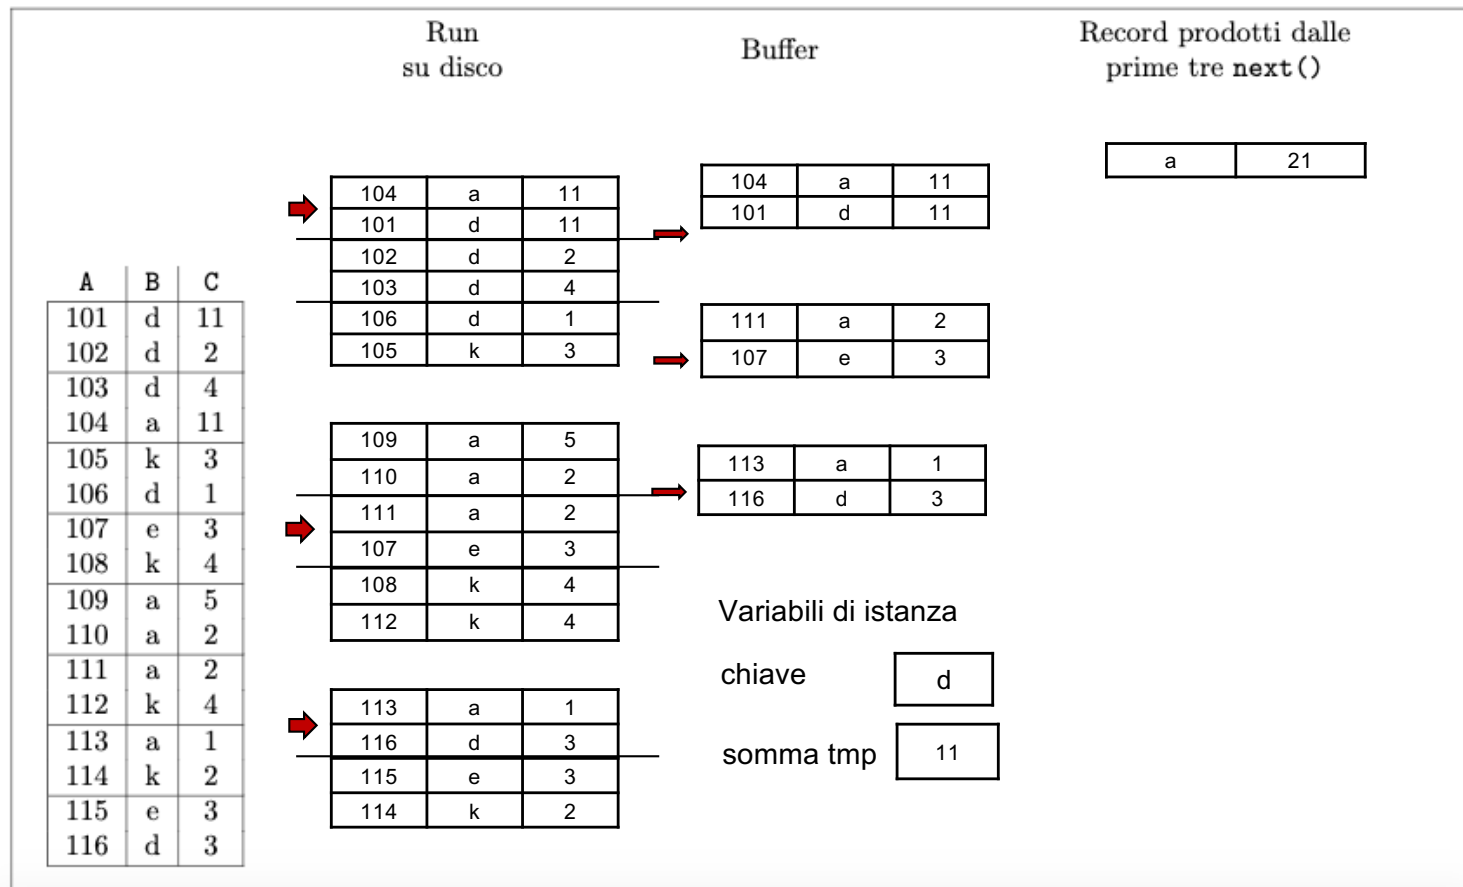 Run
su disco
Buffer
Record prodotti dalle
prime tre next()
A B C
101 d 11
102 d 2
103 d 4
104 a 11
105 k 3
106 d 1
107 e 3
108 k 4
109 a 5
110 a 2
111 a 2
112 k 4
113 a 1
114 k 2
115 e 3
116 d 3
104 a 11
101 d 11
102 d 2
103 d 4
106 d 1
105 k 3
109 a 5
110 a 2
111 a 2
107 e 3
108 k 4
112 k 4
113 a 1
116 d 3
115 e 3
114 k 2
104 a 11
101 d 11
111 a 2
107 e 3
113 a 1
116 d 3
Variabili di istanza
chiave d
somma tmp 11
a 21